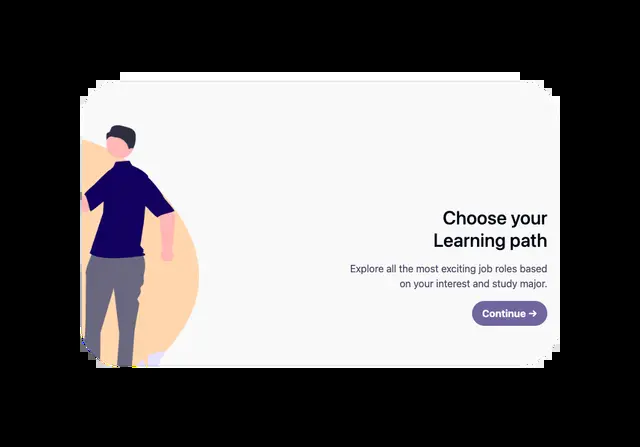 Choose your
Learning path
Explore all the most exciting job roles based
on your interest and study major.
Continue →